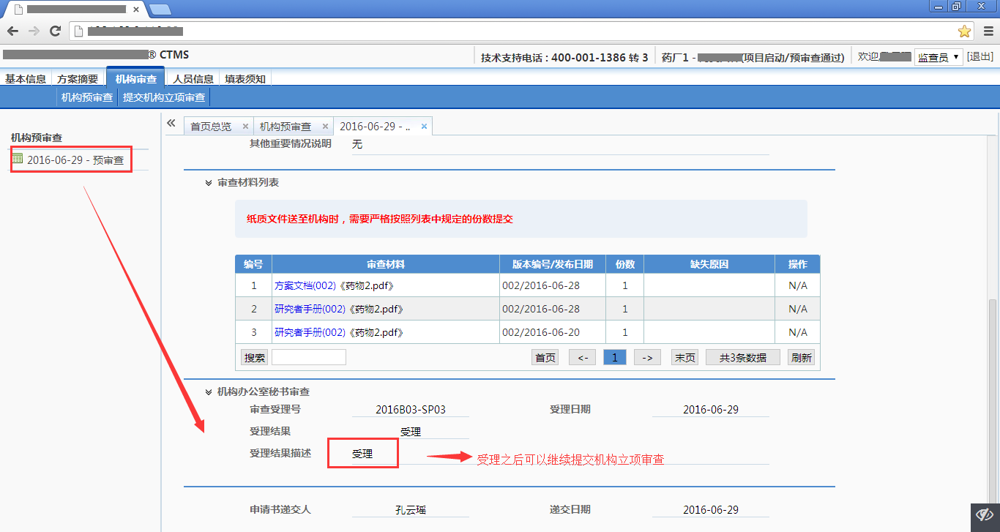 ® CTMS
技术支持电话 : 400-001-1386 转 3
药厂1 -
(项目启动/预审查通过)
欢迎,
监查员
[退出]
基本信息 方案摘要 机构审查 人员信息 填表须知
机构预审查 提交机构立项审查
机构预审查
2016-06-29 - 预审查
首页总览 × 机构预审查 × 2016-06-29 - .. ×
其他重要情况说明 无
审查材料列表
纸质文件送至机构时，需要严格按照列表中规定的份数提交
编号 审查材料 版本编号/发布日期 份数 缺失原因 操作
1 方案文档(002)《药物2.pdf》 002/2016-06-28 1 N/A
2 研究者手册(002)《药物2.pdf》 002/2016-06-28 1 N/A
3 研究者手册(002)《药物2.pdf》 002/2016-06-20 1 N/A
搜索 首页 <- 1 -> 末页 共3条数据 刷新
机构办公室秘书审查
审查受理号 2016B03-SP03 受理日期 2016-06-29
受理结果 受理
受理结果描述 受理
受理之后可以继续提交机构立项审查
申请书递交人 孔云瑶 递交日期 2016-06-29